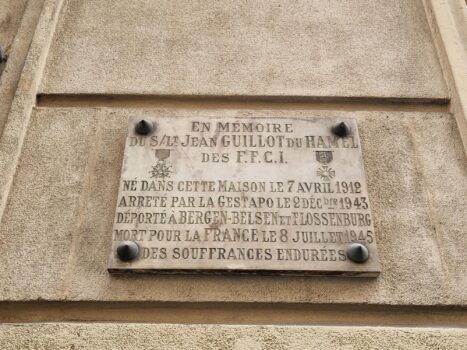 EN MÉMOIRE
DU S/LT JEAN GUILLOT DU HAMEL
DES F.F.C.I.
NÉ DANS CETTE MAISON LE 7 AVRIL 1912
ARRETÉ PAR LA GESTAPO LE 2 DÉCBRE 1943
DÉPORTÉ À BERGEN-BELSEN ET FLOSSENBURG
MORT POUR LA FRANCE LE 8 JUILLET 1945
DES SOUFFRANCES ENDURÉES